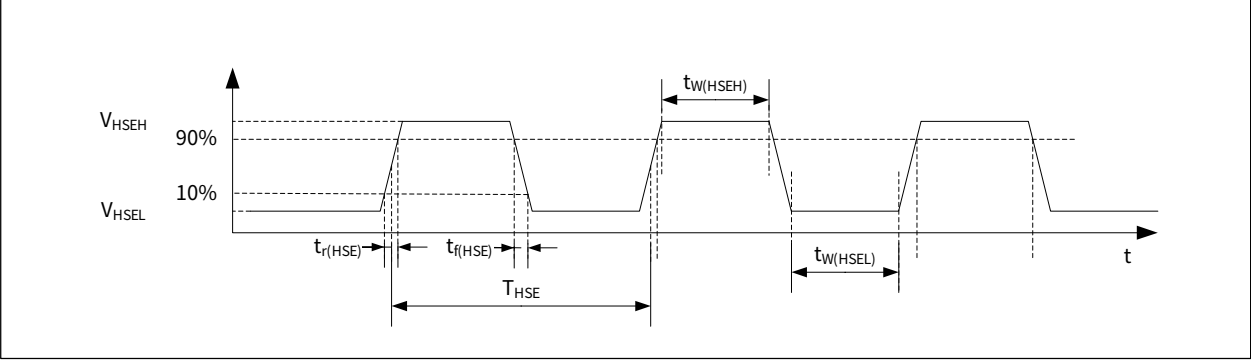 tW(HSEH)
VHSEH
90%
10%
VHSEL
tr(HSE)
tf(HSE)
tW(HSEL)
t
THSE